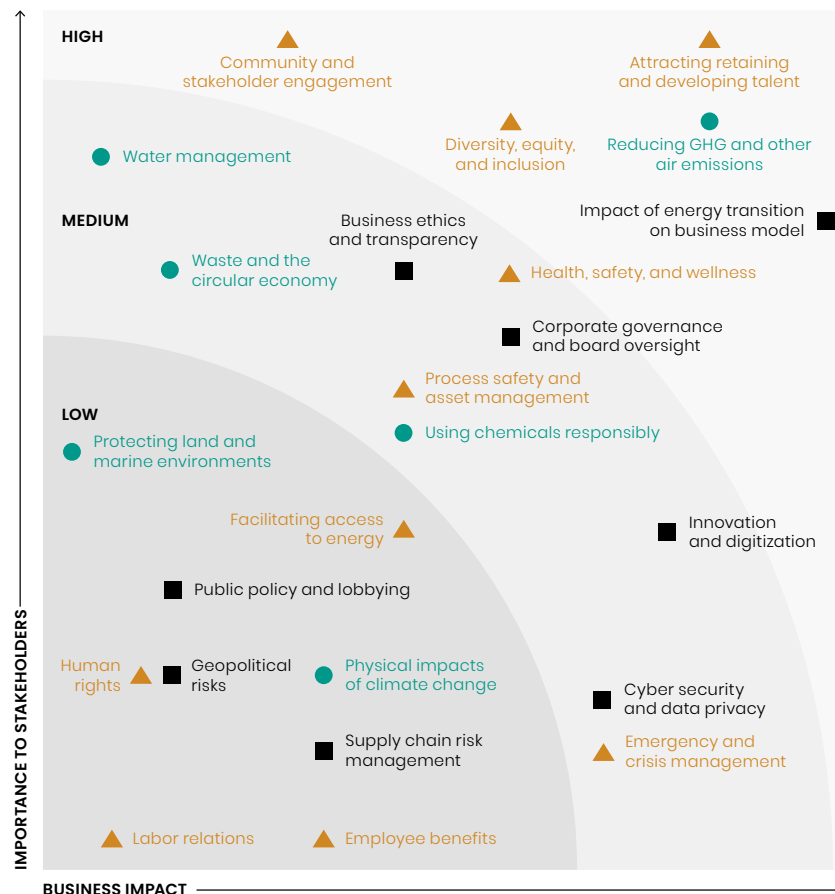 HIGH
Community and
stakeholder engagement
Attracting retaining
and developing talent
Diversity, equity,
and inclusion
Reducing GHG and other
air emissions
Water management
MEDIUM
Business ethics
and transparency
Impact of energy transition
on business model
Waste and the
circular economy
Health, safety, and wellness
Corporate governance
and board oversight
Process safety and
asset management
LOW
Using chemicals responsibly
Protecting land and
marine environments
Facilitating access
to energy
Innovation
and digitization
Public policy and lobbying
Human
rights
Geopolitical
risks
Physical impacts
of climate change
Cyber security
and data privacy
Supply chain risk
management
Emergency and
crisis management
Labor relations
Employee benefits
IMPORTANCE TO STAKEHOLDERS
BUSINESS IMPACT